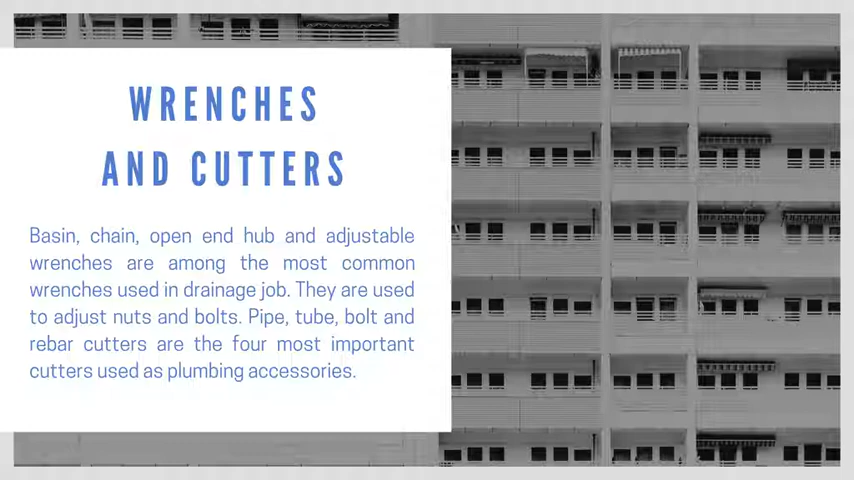 WRENCHES
AND CUTTERS
Basin, chain, open end hub and adjustable
wrenches are among the most common
wrenches used in drainage job. They are used
to adjust nuts and bolts. Pipe, tube, bolt and
rebar cutters are the four most important
cutters used as plumbing accessories.